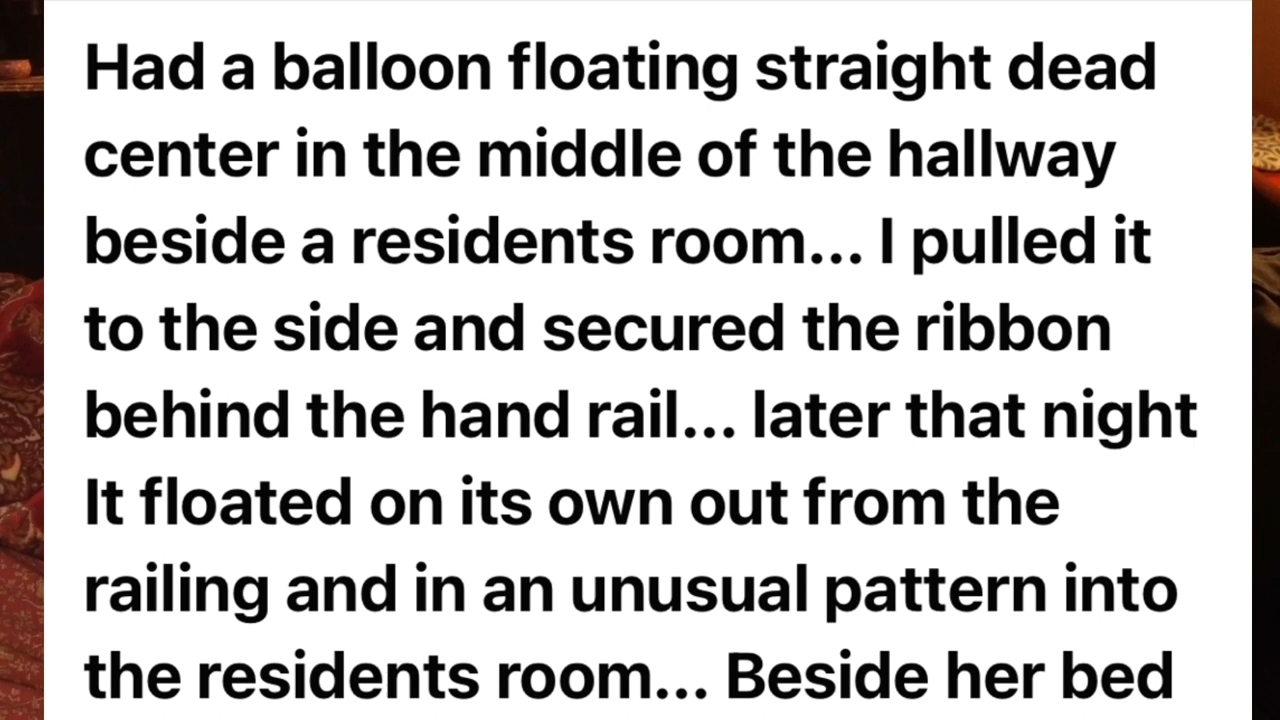 Had a balloon floating straight dead
center in the middle of the hallway
beside a residents room... I pulled it
to the side and secured the ribbon
behind the hand rail... later that night
It floated on its own out from the
railing and in an unusual pattern into
the residents room... Beside her bed